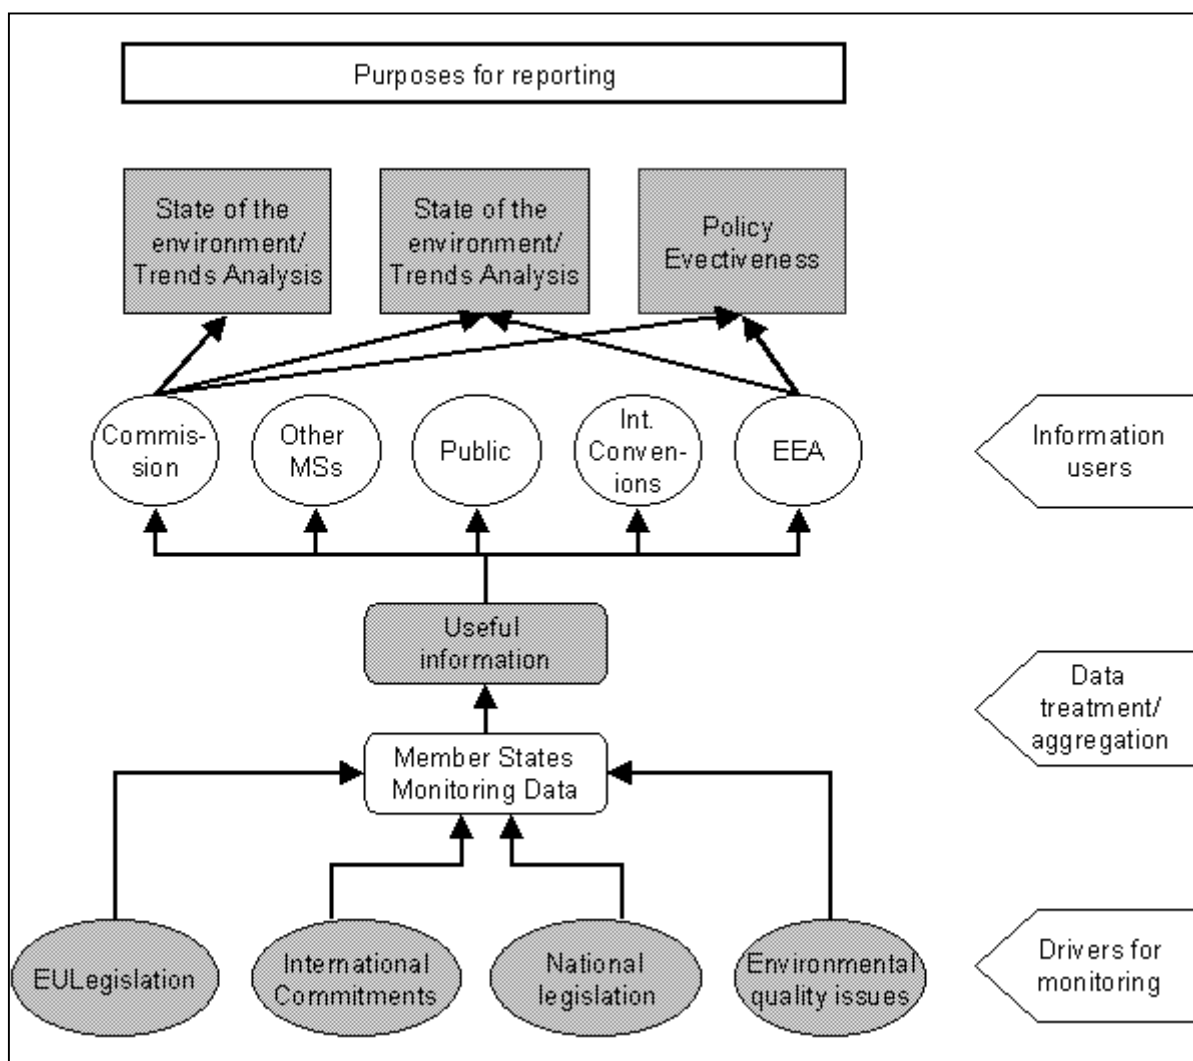 Purposes for reporting
State of the
environment/
Trends Analysis
State of the
environment/
Trends Analysis
Policy
Evectiveness
Commis-
sion
Other
MSs
Public
Int.
Conven-
ions
EEA
Information
users
Useful
information
Data
treatment/
aggregation
Member States
Monitoring Data
EULegislation
International
Commitments
National
legislation
Environmental
quality issues
Drivers for
monitoring